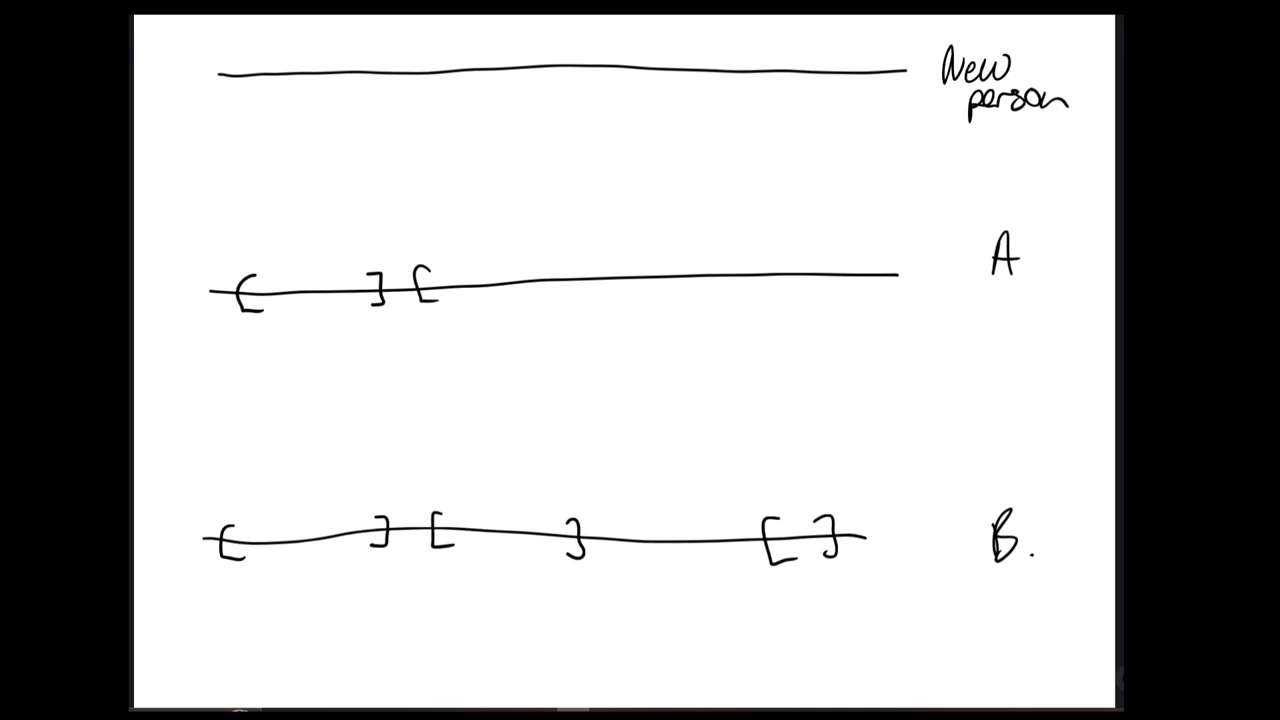 New
person
[ ] [ A
[ ] [ ] [ ] B.